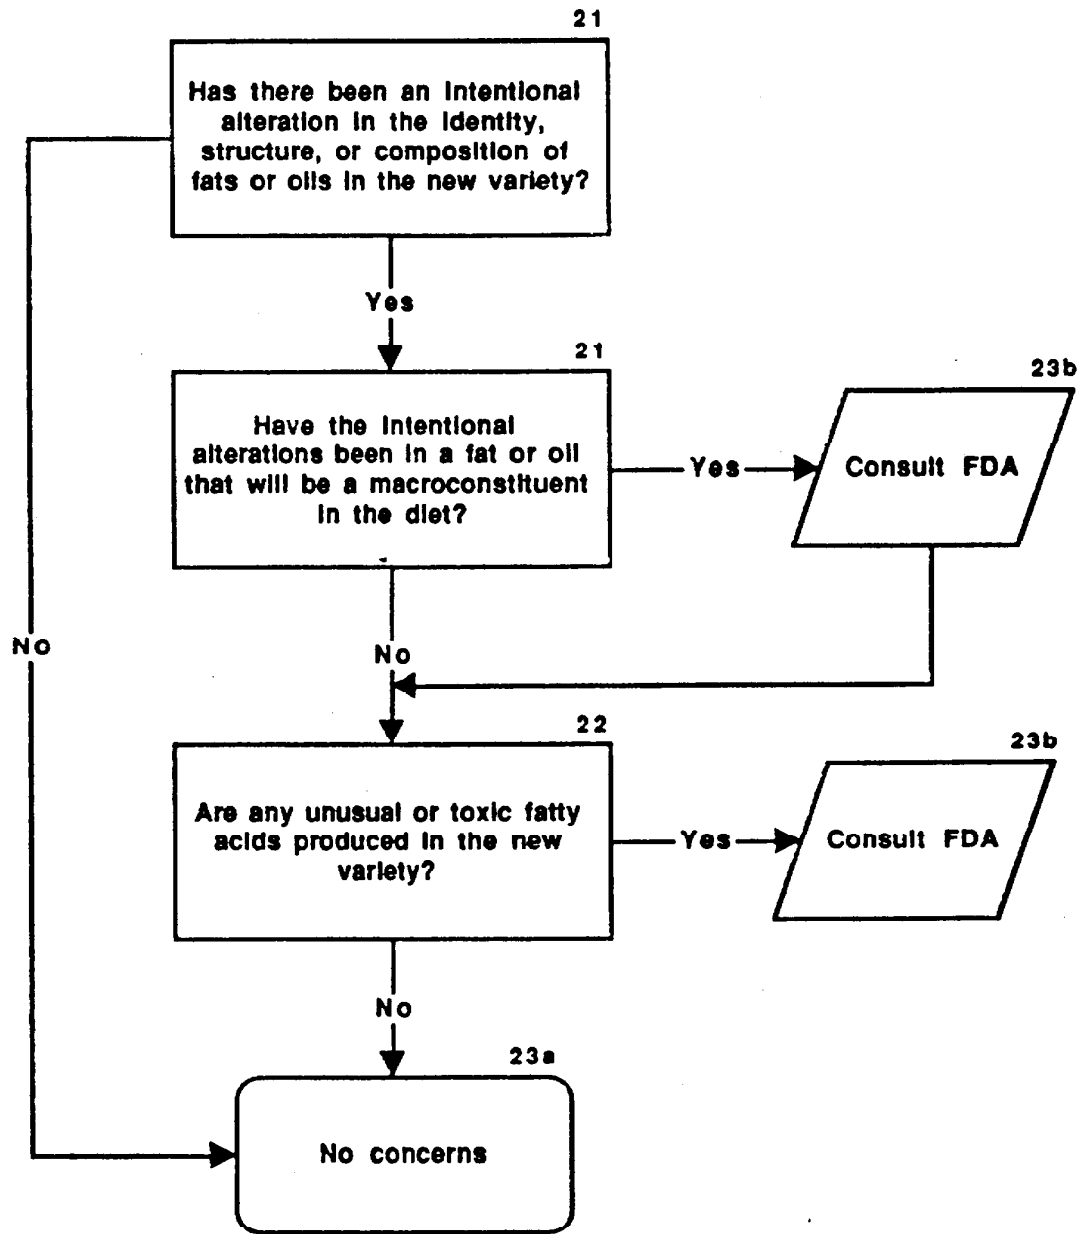 21
Has there been an intentional
alteration in the identity,
structure, or composition of
fats or oils in the new variety?
Yes
21
Have the intentional
alterations been in a fat or oil
that will be a macroconstituent
in the diet?
Yes
23b
Consult FDA
No
No
22
Are any unusual or toxic fatty
acids produced in the new
variety?
Yes
23b
Consult FDA
No
23a
No concerns